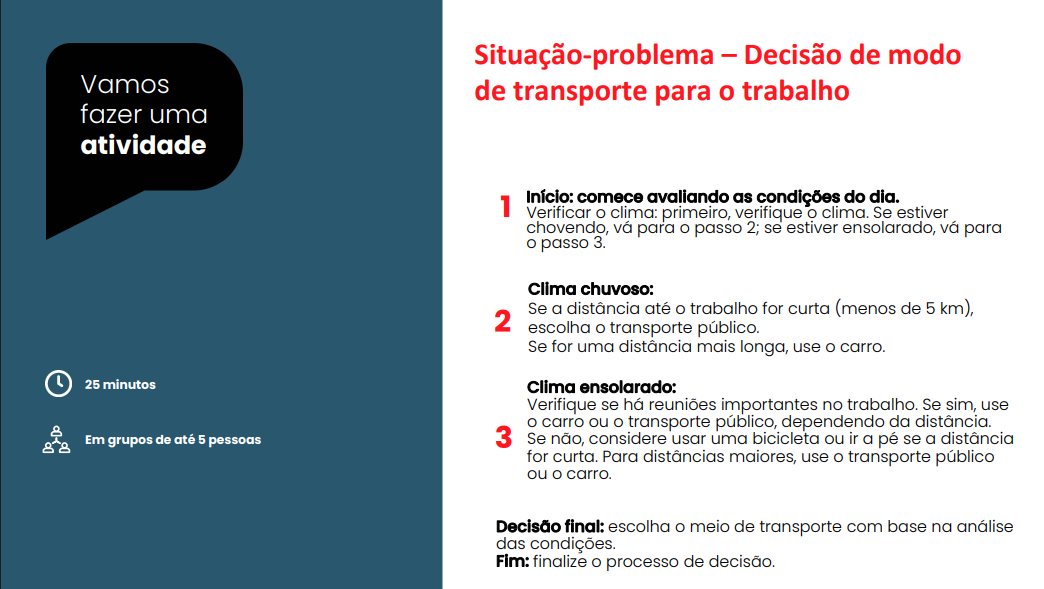 Vamos
fazer uma
atividade
25 minutos
Em grupos de até 5 pessoas
Situação-problema – Decisão de modo
de transporte para o trabalho
1
Início: comece avaliando as condições do dia.
Verificar o clima: primeiro, verifique o clima. Se estiver
chovendo, vá para o passo 2; se estiver ensolarado, vá para
o passo 3.
2
Clima chuvoso:
Se a distância até o trabalho for curta (menos de 5 km),
escolha o transporte público.
Se for uma distância mais longa, use o carro.
3
Clima ensolarado:
Verifique se há reuniões importantes no trabalho. Se sim, use
o carro ou o transporte público, dependendo da distância.
Se não, considere usar uma bicicleta ou ir a pé se a distância
for curta. Para distâncias maiores, use o transporte público
ou o carro.
Decisão final: escolha o meio de transporte com base na análise
das condições.
Fim: finalize o processo de decisão.